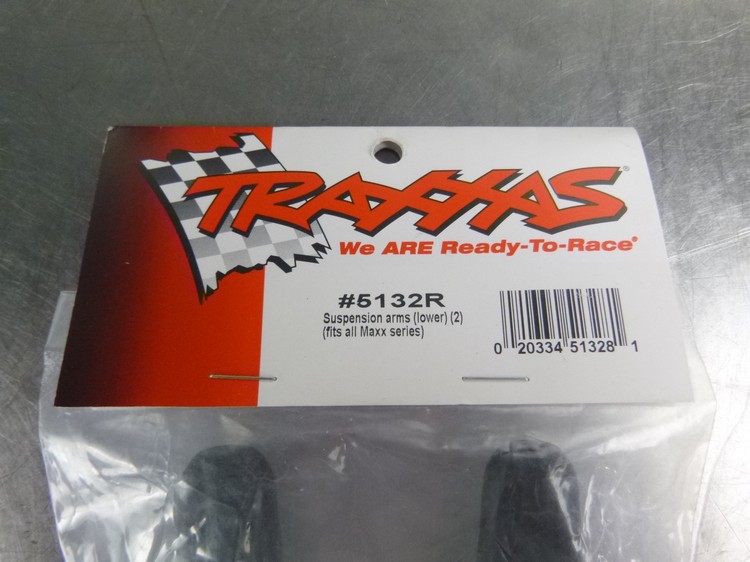 TRAXXAS®
We ARE Ready-To-Race®
#5132R
Suspension arms (lower) (2)
(fits all Maxx series)
0 20334 51328 1